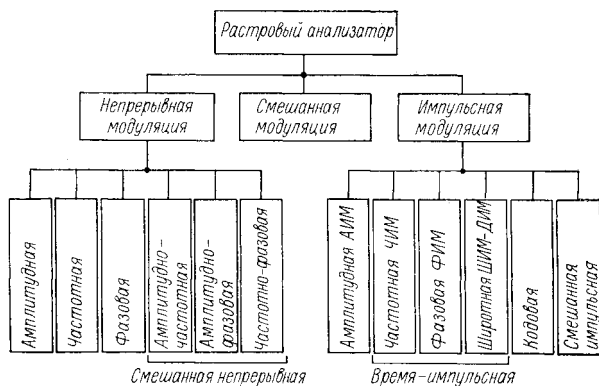 Растровый анализатор
Непрерывная
модуляция
Смешанная
модуляция
Импульсная
модуляция
Амплитудная
Частотная
Фазовая
Амплитудно-
частотная
Амплитудно-
фазовая
Частотно-фазовая
Амплитудная АИМ
Частотная ЧИМ
Фазовая ФИМ
Широтная ШИМ-ДИМ
Кодовая
Смешанная
импульсная
Смешанная непрерывная
Время-импульсная